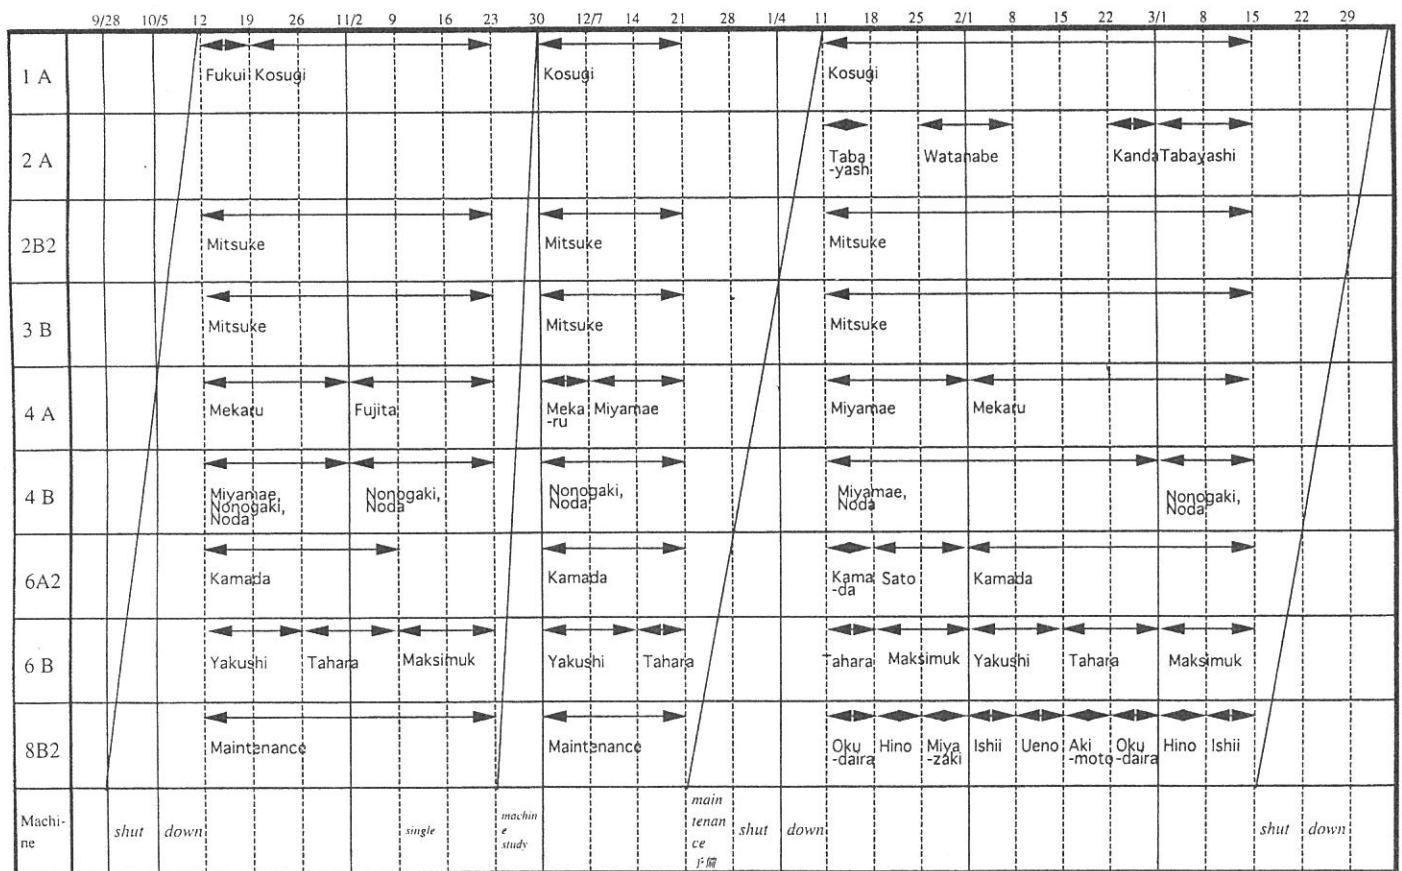 9/28 10/5 12 19 26 11/2 9 16 23 30 12/7 14 21 28 1/4 11 18 25 2/1 8 15 22 3/1 8 15 22 29
1 A
Fukui Kosugi Kosugi Kosugi
2 A
Taba Watanabe Kanda Tabayashi
-yash
2B2
Mitsuke Mitsuke Mitsuke
3 B
Mitsuke Mitsuke Mitsuke
4 A
Mekaru Fujita Meka Miyamae Miyamae Mekaru
-ru
4 B
Miyamae, Nonogaki, Nonogaki, Miyamae, Nonogaki,
Nonogaki, Noda Noda Noda Noda
Noda
6A2
Kamada Kamada Kama Sato Kamada
-da
6 B
Yakushi Tahara Maksimuk Yakushi Tahara Tahara Maksimuk Yakushi Tahara Maksimuk
8B2
Maintenance Maintenance Oku Hino Miya Ishii Ueno Aki Oku Hino Ishii
-daira -zaki -moto -daira
Machi-
ne
shut down single
machin
e
study
main
tenan
ce
予備
shut down shut down